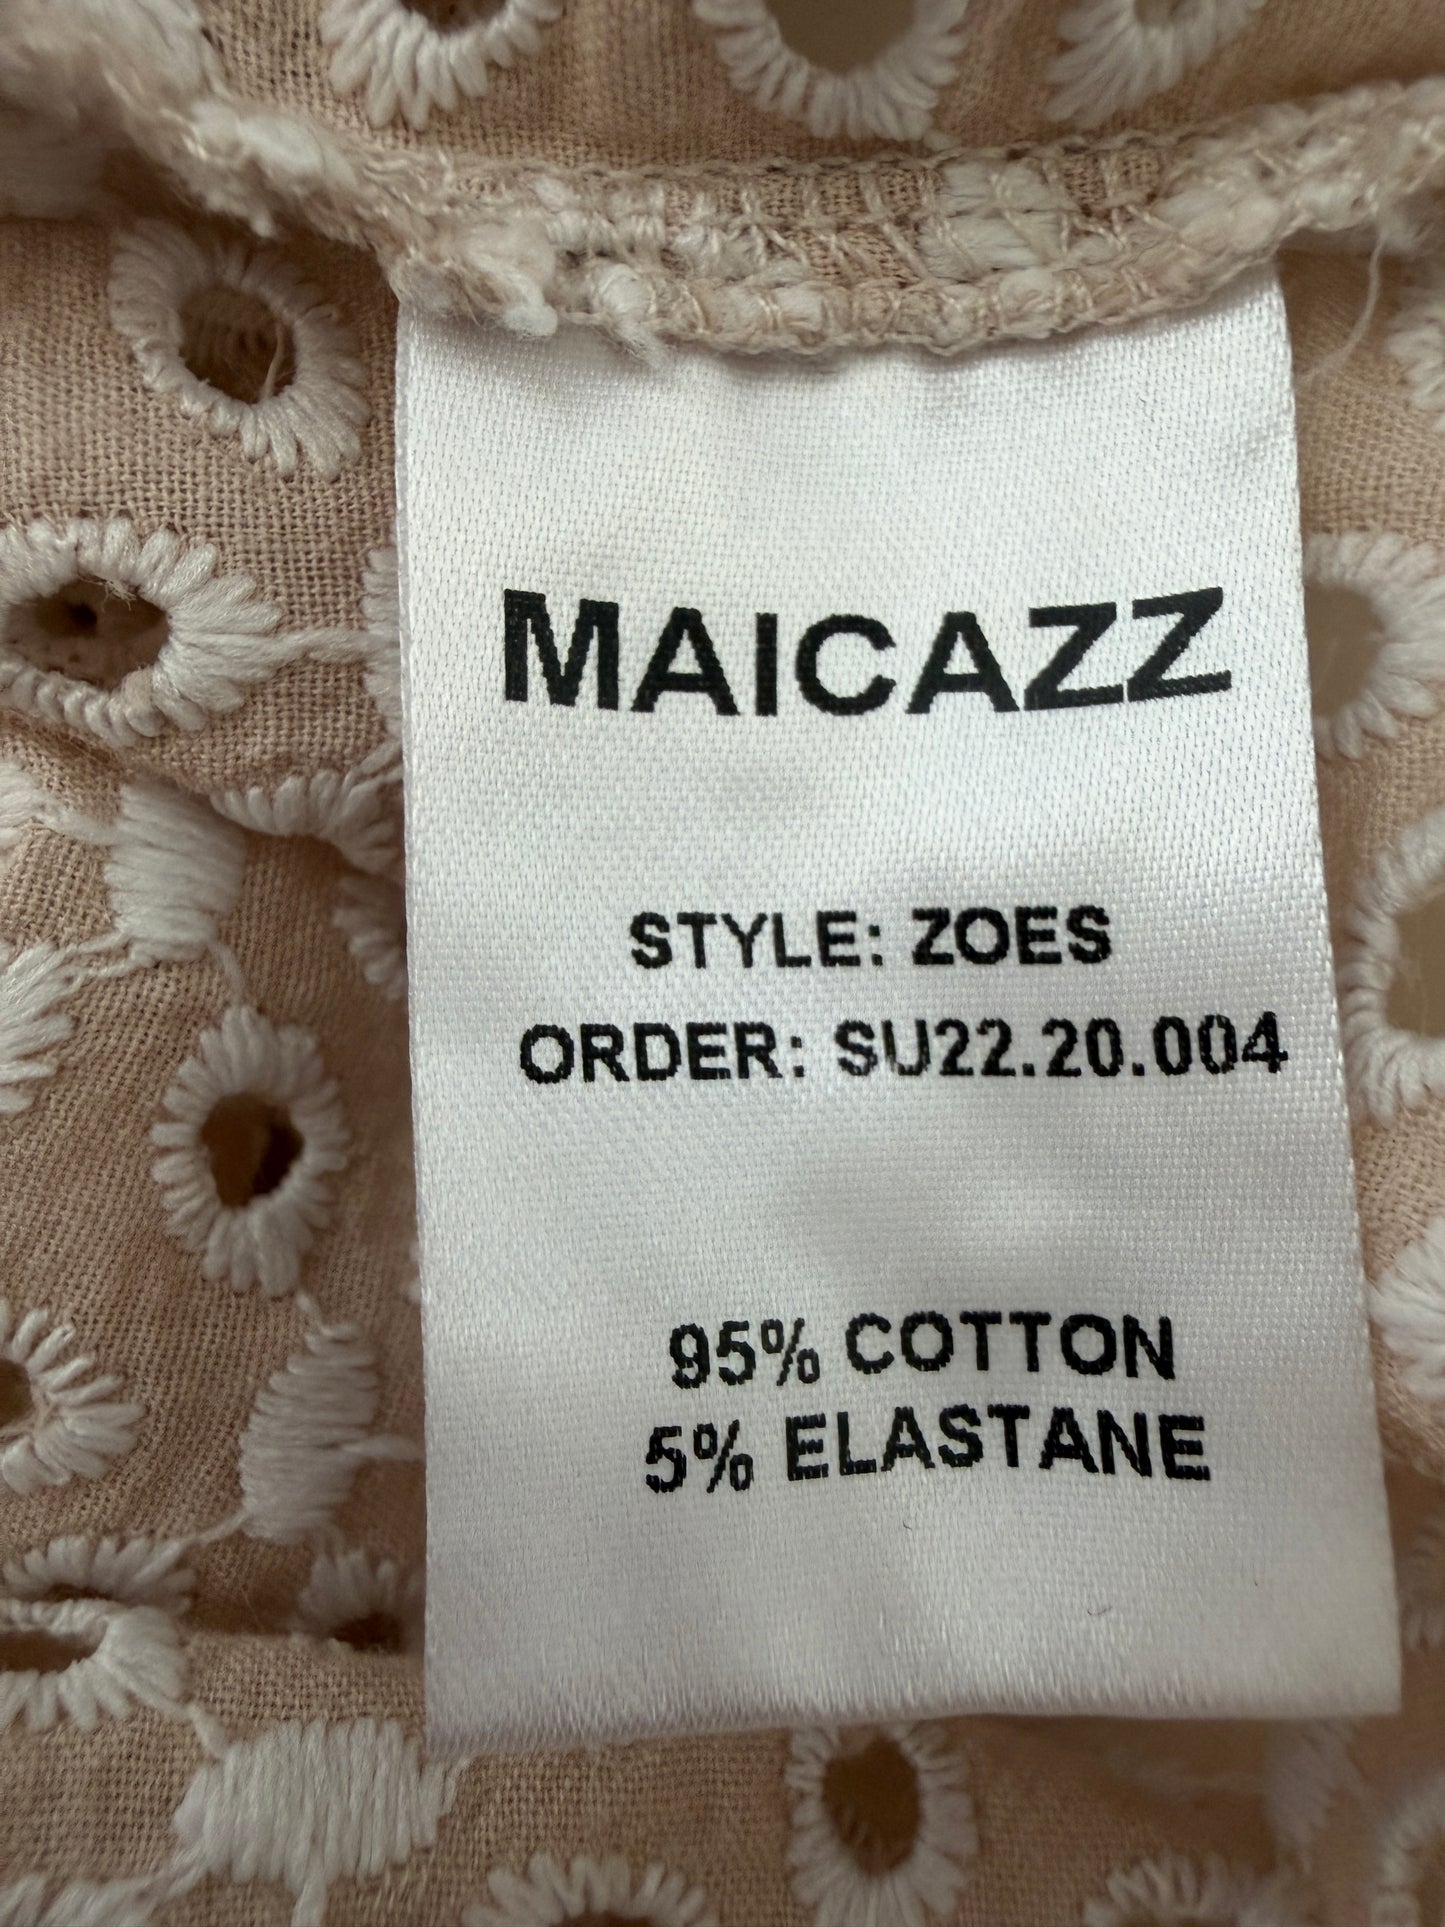 MAICAZZ
STYLE: ZOES
ORDER: SU22.20.004
95% COTTON
5% ELASTANE